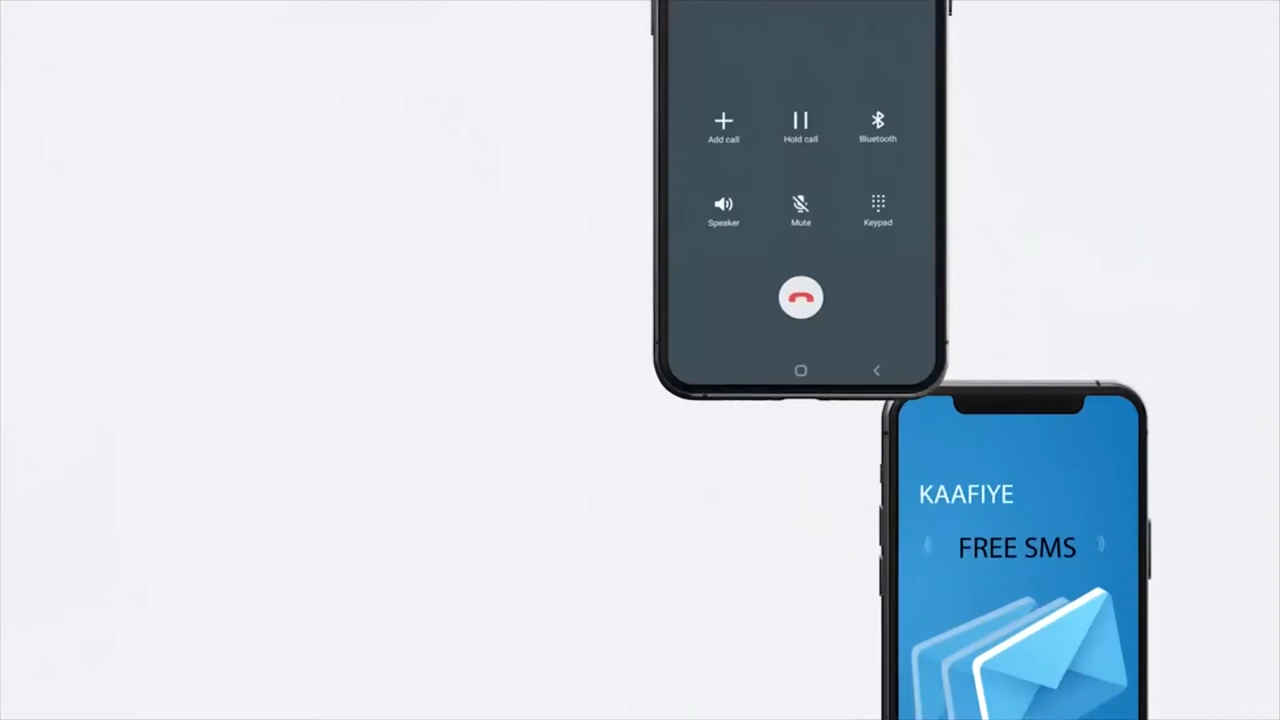 Add call
Hold call
Bluetooth
Speaker
Mute
Keypad
KAAFIYE
FREE SMS